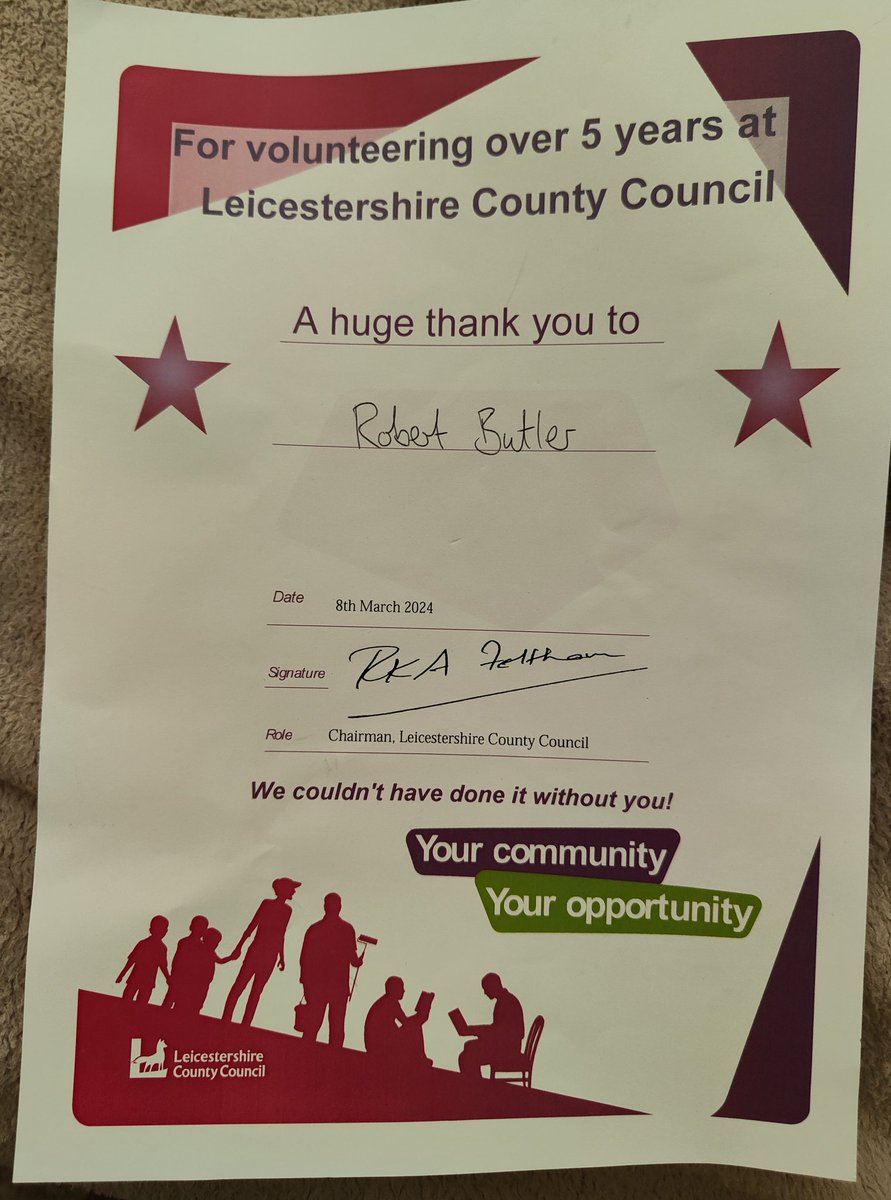 For volunteering over 5 years at
Leicestershire County Council
A huge thank you to
Robert Butler
Date 8th March 2024
Signature RKA Feltham
Role Chairman, Leicestershire County Council
We couldn't have done it without you!
Your community
Your opportunity
Leicestershire
County Council